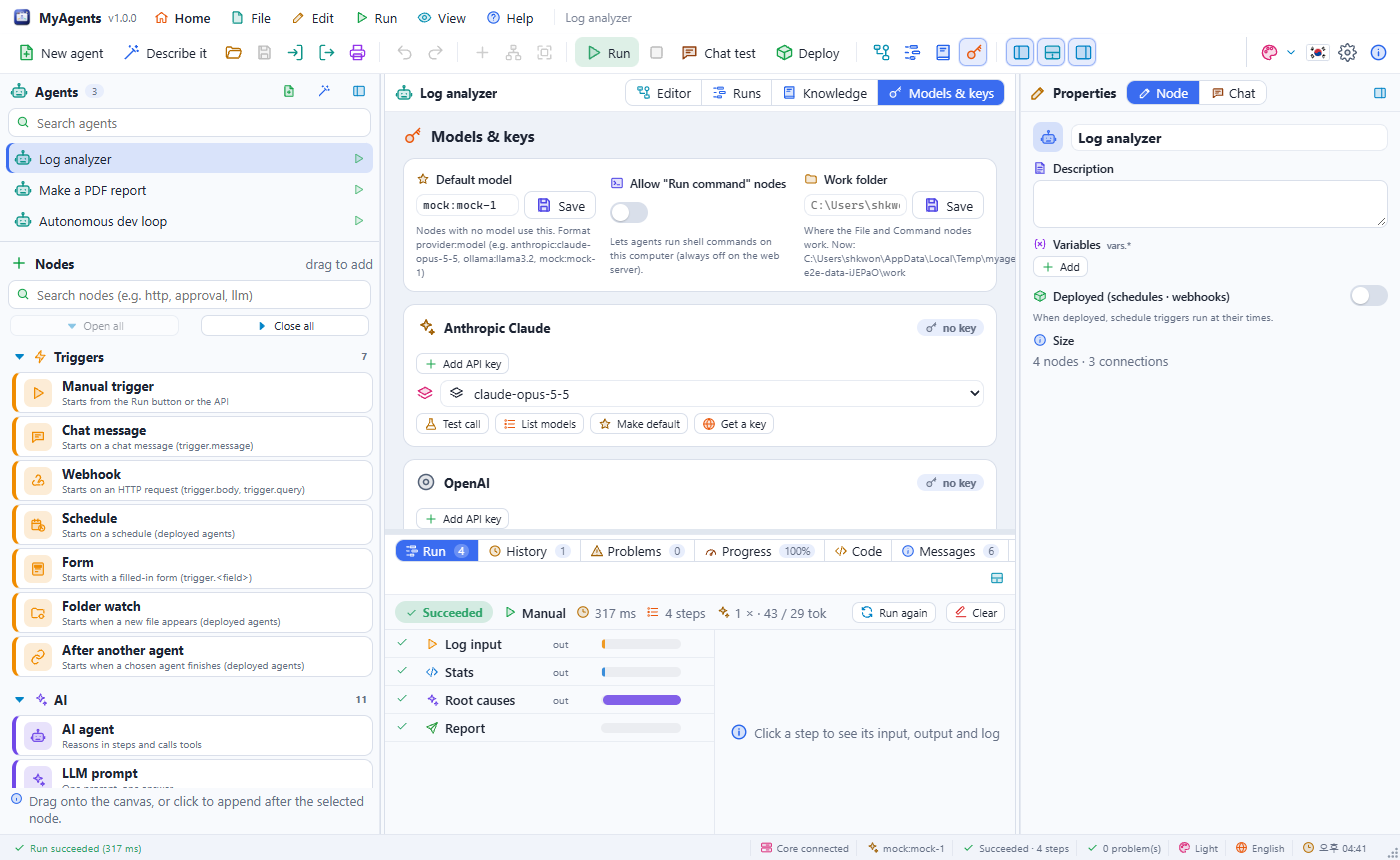 MyAgents v1.0.0 Home File Edit Run View Help Log analyzer
New agent Describe it Run Chat test Deploy
Agents 3
Search agents
Log analyzer
Make a PDF report
Autonomous dev loop
Nodes drag to add
Search nodes (e.g. http, approval, llm)
Open all Close all
Triggers 7
Manual trigger
Starts from the Run button or the API
Chat message
Starts on a chat message (trigger.message)
Webhook
Starts on an HTTP request (trigger.body, trigger.query)
Schedule
Starts on a schedule (deployed agents)
Form
Starts with a filled-in form (trigger.<field>)
Folder watch
Starts when a new file appears (deployed agents)
After another agent
Starts when a chosen agent finishes (deployed agents)
AI 11
AI agent
Reasons in steps and calls tools
LLM prompt
Drag onto the canvas, or click to append after the selected
node.
Log analyzer Editor Runs Knowledge Models & keys
Models & keys
Default model
mock:mock-1 Save
Nodes with no model use this. Format
provider:model (e.g. anthropic:claude-
opus-5-5, ollama:llama3.2, mock:mock-
1)
Allow "Run command" nodes
Lets agents run shell commands on
this computer (always off on the web
server).
Work folder
C:\Users\shkw Save
Where the File and Command nodes
work. Now:
C:\Users\shkwon\AppData\Local\Temp\myage
e2e-data-iJEPaO\work
Anthropic Claude no key
Add API key
claude-opus-5-5
Test call List models Make default Get a key
OpenAI no key
Add API key
Run 4 History 1 Problems 0 Progress 100% Code Messages 6
Succeeded Manual 317 ms 4 steps 1 × · 43 / 29 tok Run again Clear
Log input out
Stats out
Root causes out
Report
Click a step to see its input, output and log
Properties Node Chat
Log analyzer
Description
Variables vars.*
Add
Deployed (schedules · webhooks)
When deployed, schedule triggers run at their times.
Size
4 nodes · 3 connections
Run succeeded (317 ms) Core connected mock:mock-1 Succeeded · 4 steps 0 problem(s) Light English 오후 04:41